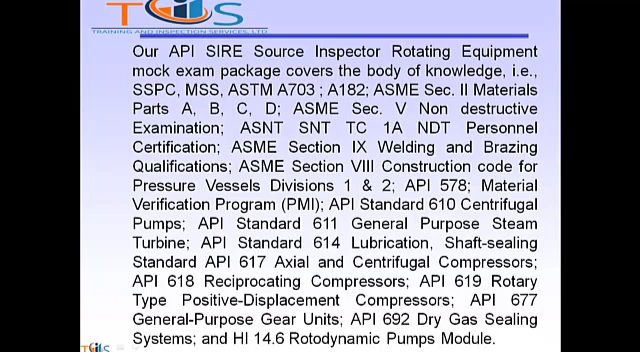 TIS
TRAINING AND INSPECTION SERVICES, LTD
Our API SIRE Source Inspector Rotating Equipment
mock exam package covers the body of knowledge, i.e.,
SSPC, MSS, ASTM A703 ; A182; ASME Sec. II Materials
Parts A, B, C, D; ASME Sec. V Non destructive
Examination; ASNT SNT TC 1A NDT Personnel
Certification; ASME Section IX Welding and Brazing
Qualifications; ASME Section VIII Construction code for
Pressure Vessels Divisions 1 & 2; API 578; Material
Verification Program (PMI); API Standard 610 Centrifugal
Pumps; API Standard 611 General Purpose Steam
Turbine; API Standard 614 Lubrication, Shaft-sealing
Standard API 617 Axial and Centrifugal Compressors;
API 618 Reciprocating Compressors; API 619 Rotary
Type Positive-Displacement Compressors; API 677
General-Purpose Gear Units; API 692 Dry Gas Sealing
Systems; and HI 14.6 Rotodynamic Pumps Module.
TIS